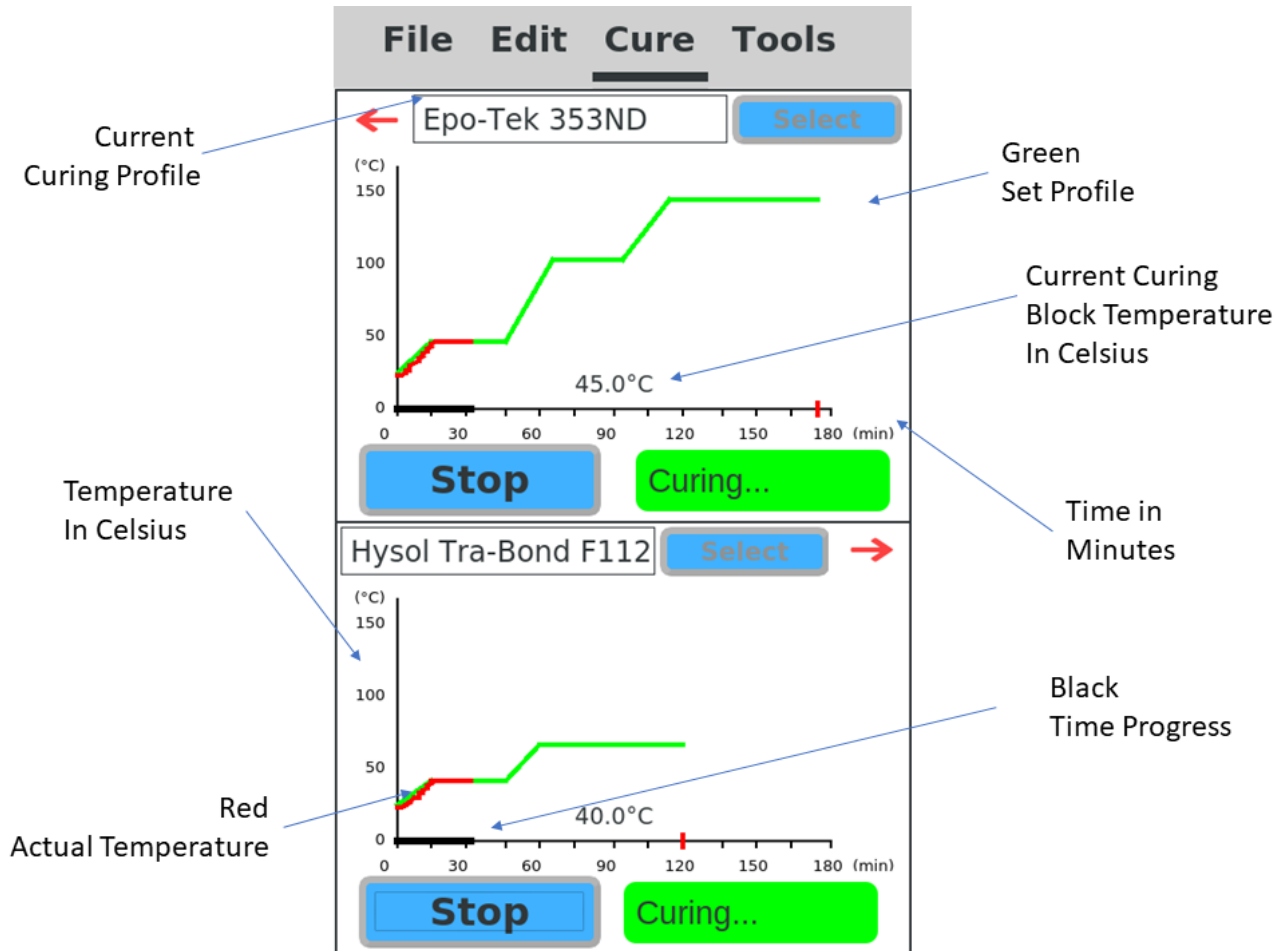 File Edit Cure Tools
Current
Curing Profile
Epo-Tek 353ND
Select
Green
Set Profile
(°C)
150
100
50
0
Current Curing
Block Temperature
In Celsius
45.0°C
0 30 60 90 120 150 180 (min)
Stop
Curing...
Temperature
In Celsius
Time in
Minutes
Hysol Tra-Bond F112
Select
(°C)
150
100
50
0
Black
Time Progress
Red
Actual Temperature
40.0°C
0 30 60 90 120 150 180 (min)
Stop
Curing...